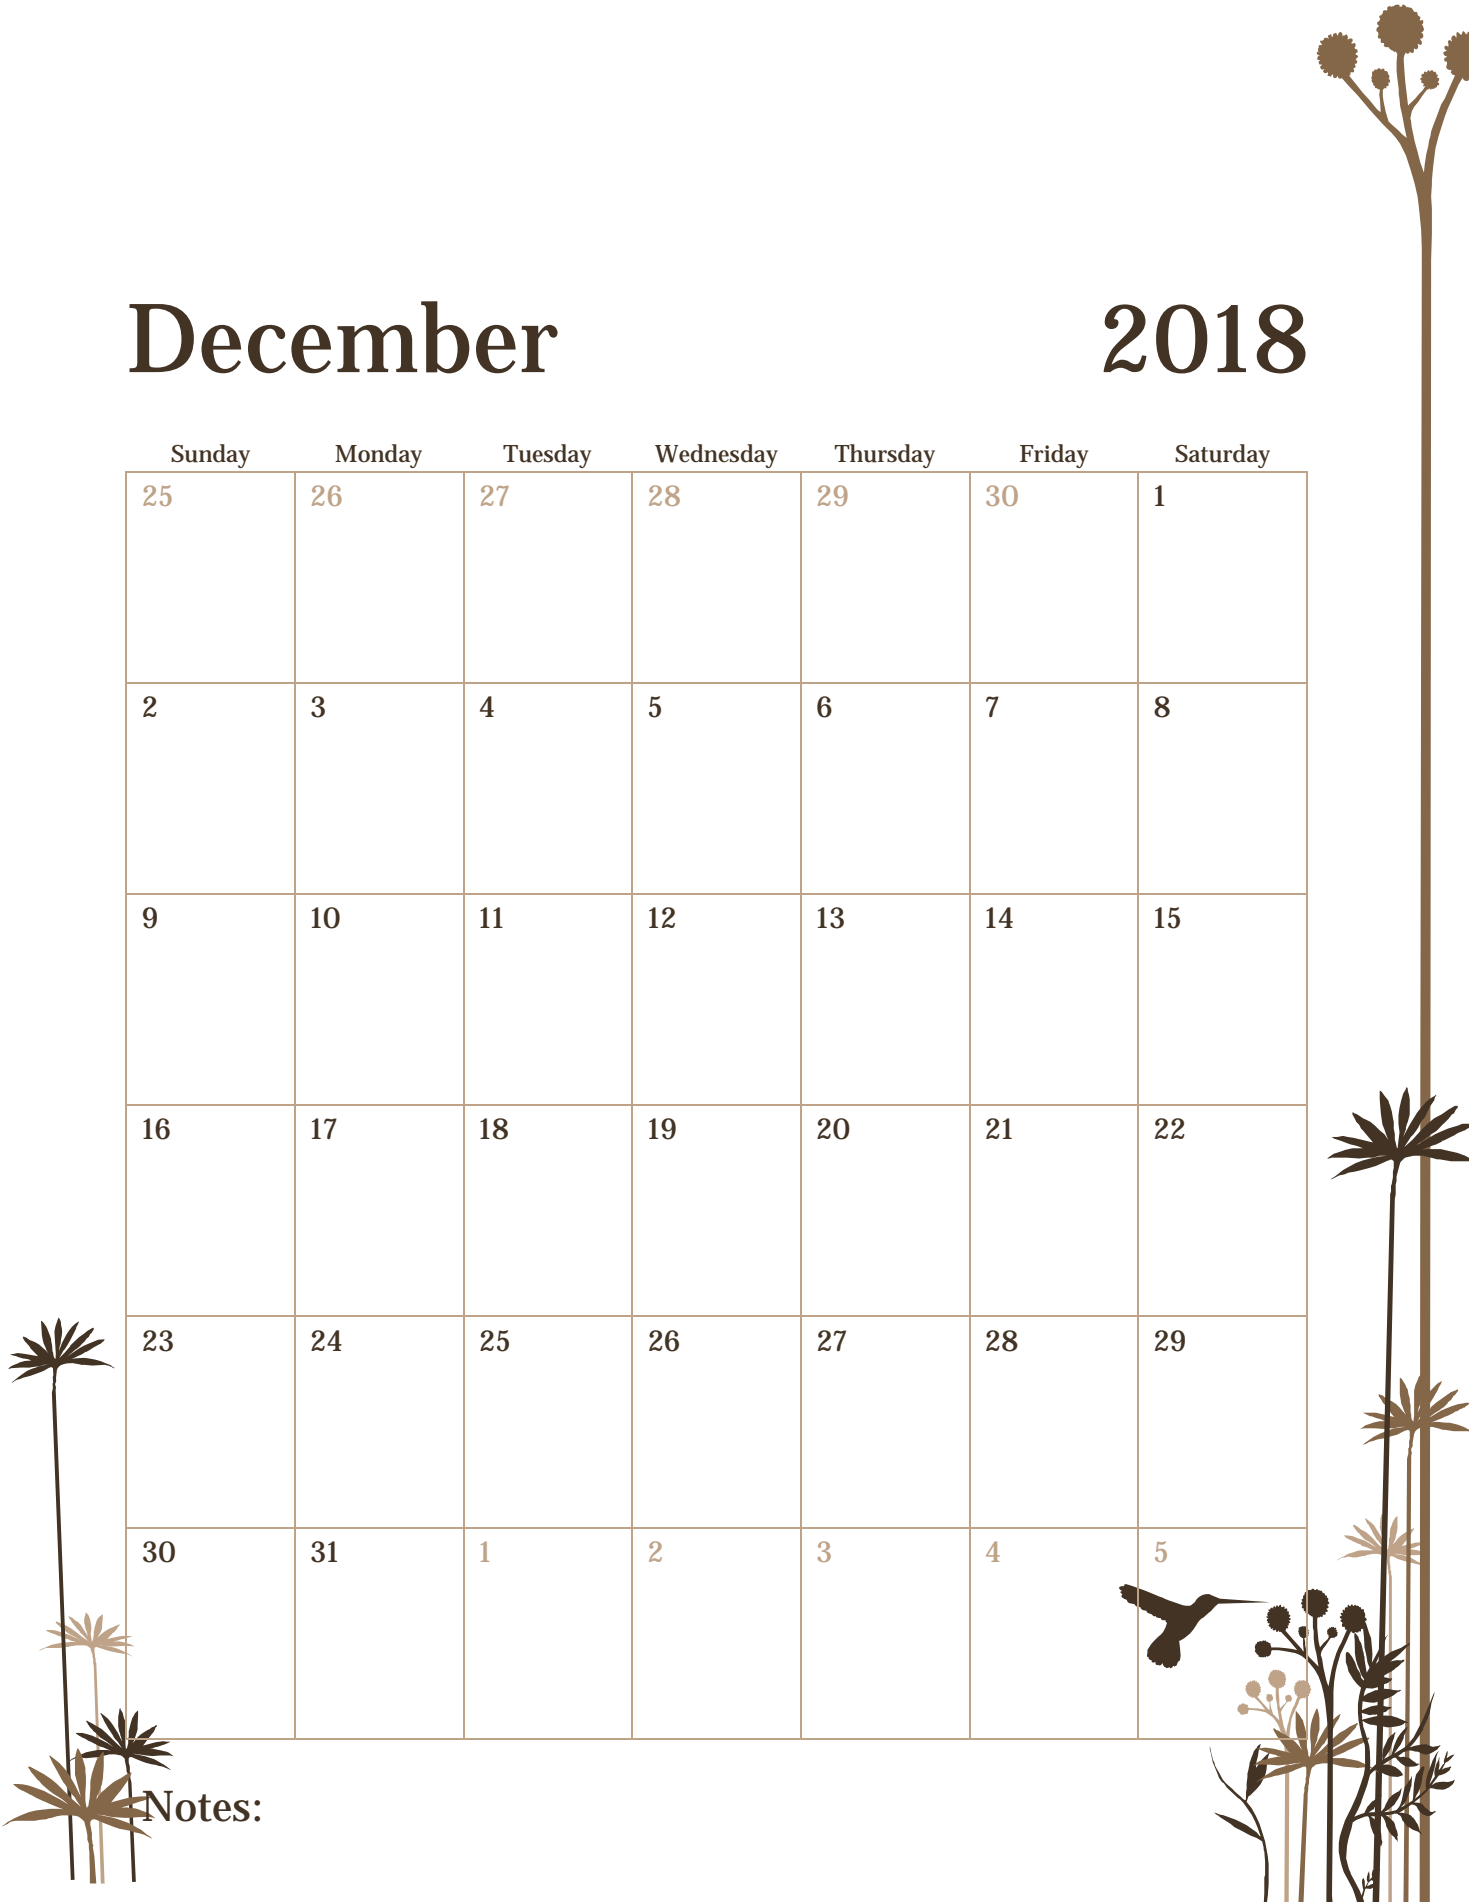 December 2018
Sunday Monday Tuesday Wednesday Thursday Friday Saturday
25 26 27 28 29 30 1
2 3 4 5 6 7 8
9 10 11 12 13 14 15
16 17 18 19 20 21 22
23 24 25 26 27 28 29
30 31 1 2 3 4 5
Notes: